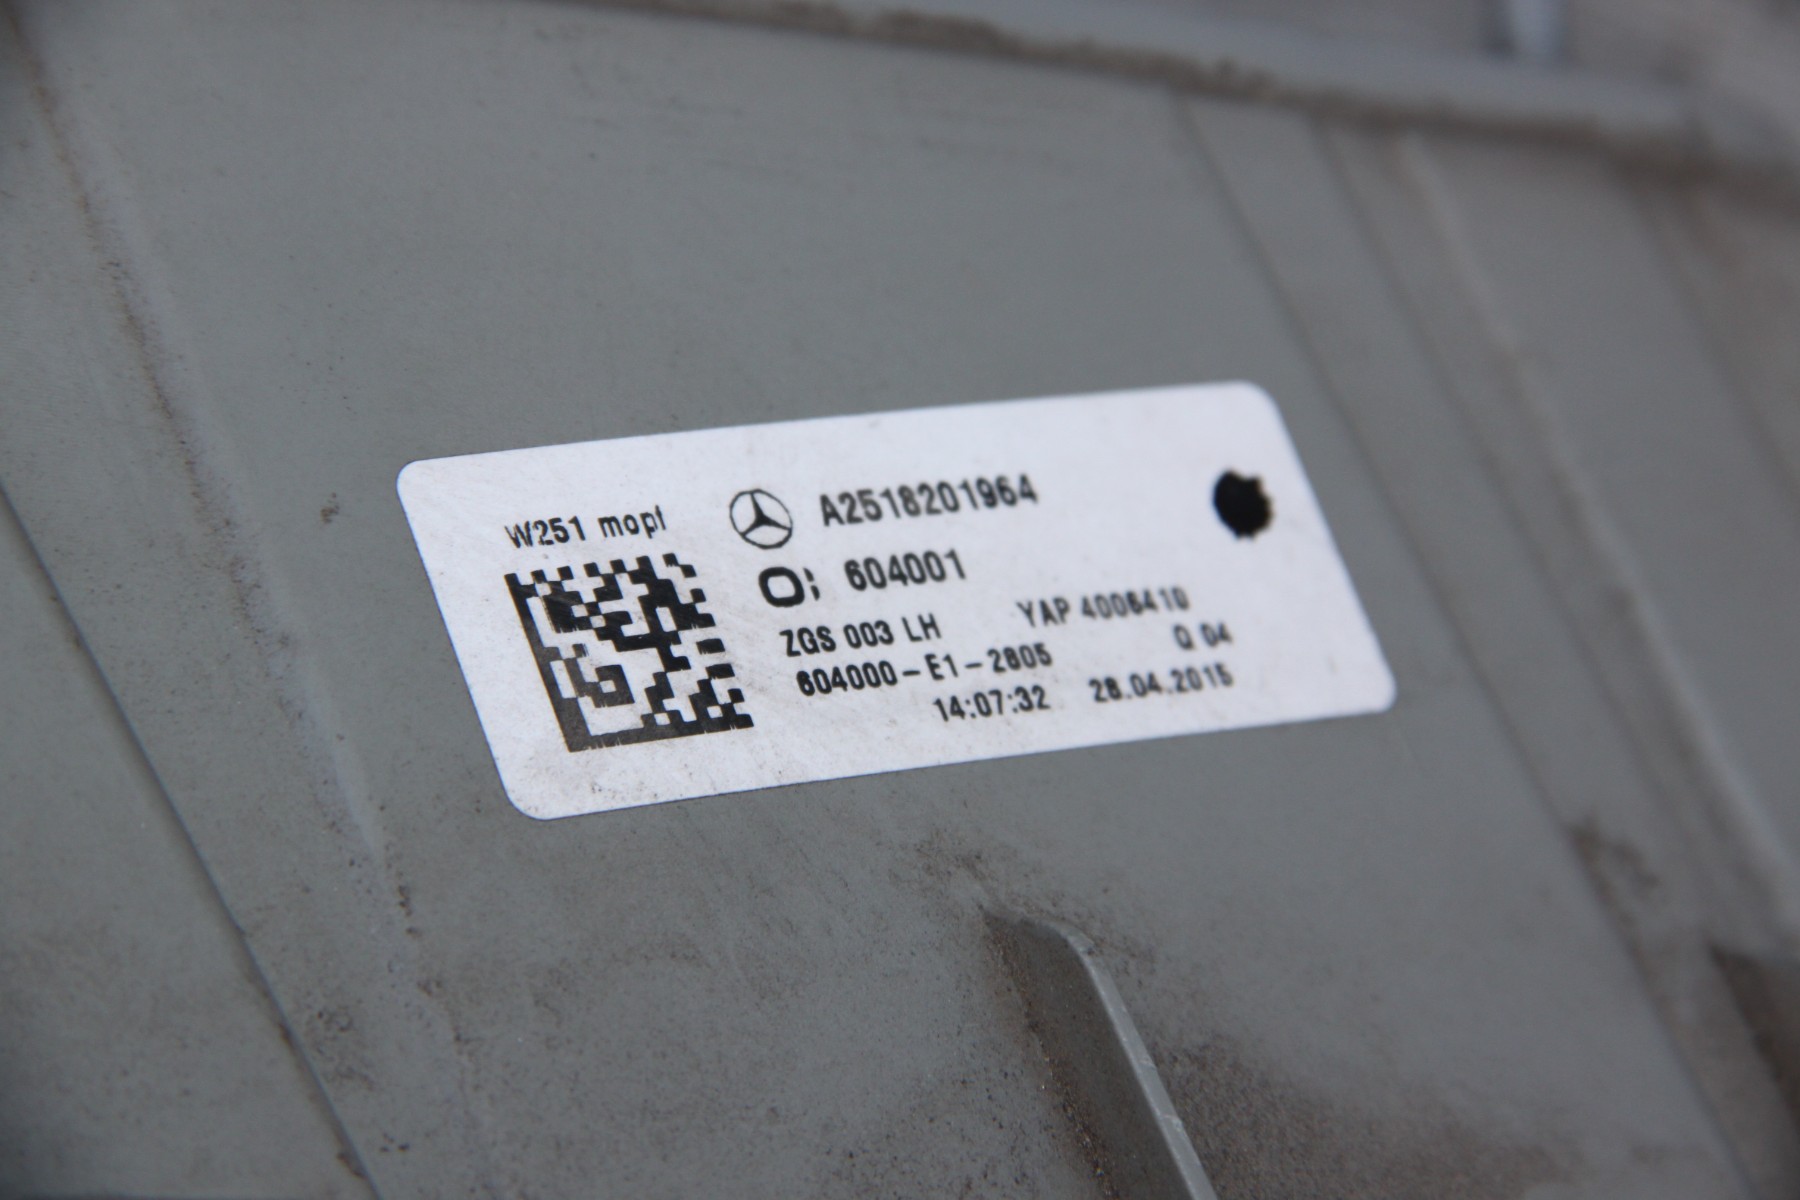 W251 mopf
A2518201964
604001
ZGS 003 LH YAP 4006410
604000-E1-2805 Q 04
14:07:32 28.04.2015